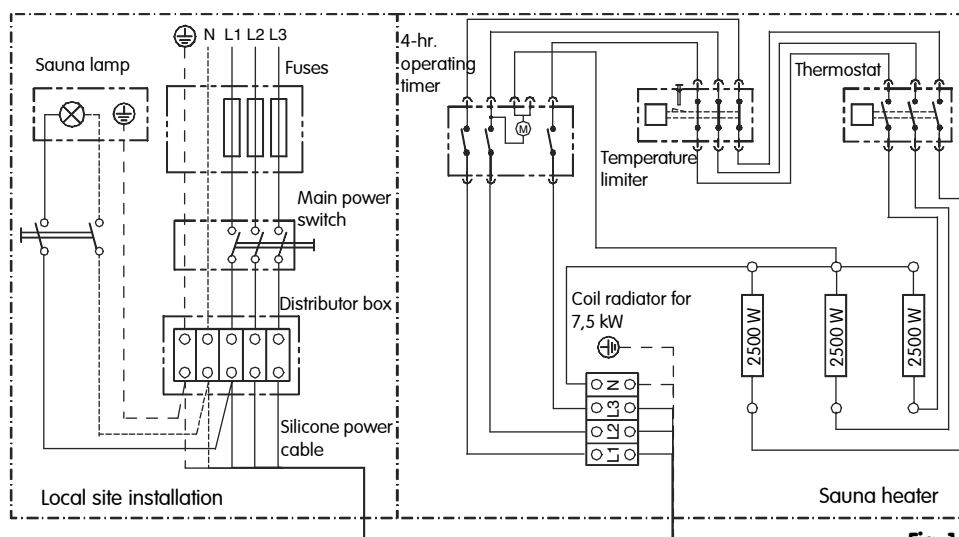 N L1 L2 L3
Sauna lamp
Fuses
Main power
switch
Distributor box
Silicone power
cable
Local site installation
4-hr.
operating
timer
M
Temperature
limiter
Thermostat
Coil radiator for
7,5 kW
N
L3
L2
L1
2500 W
2500 W
2500 W
Sauna heater